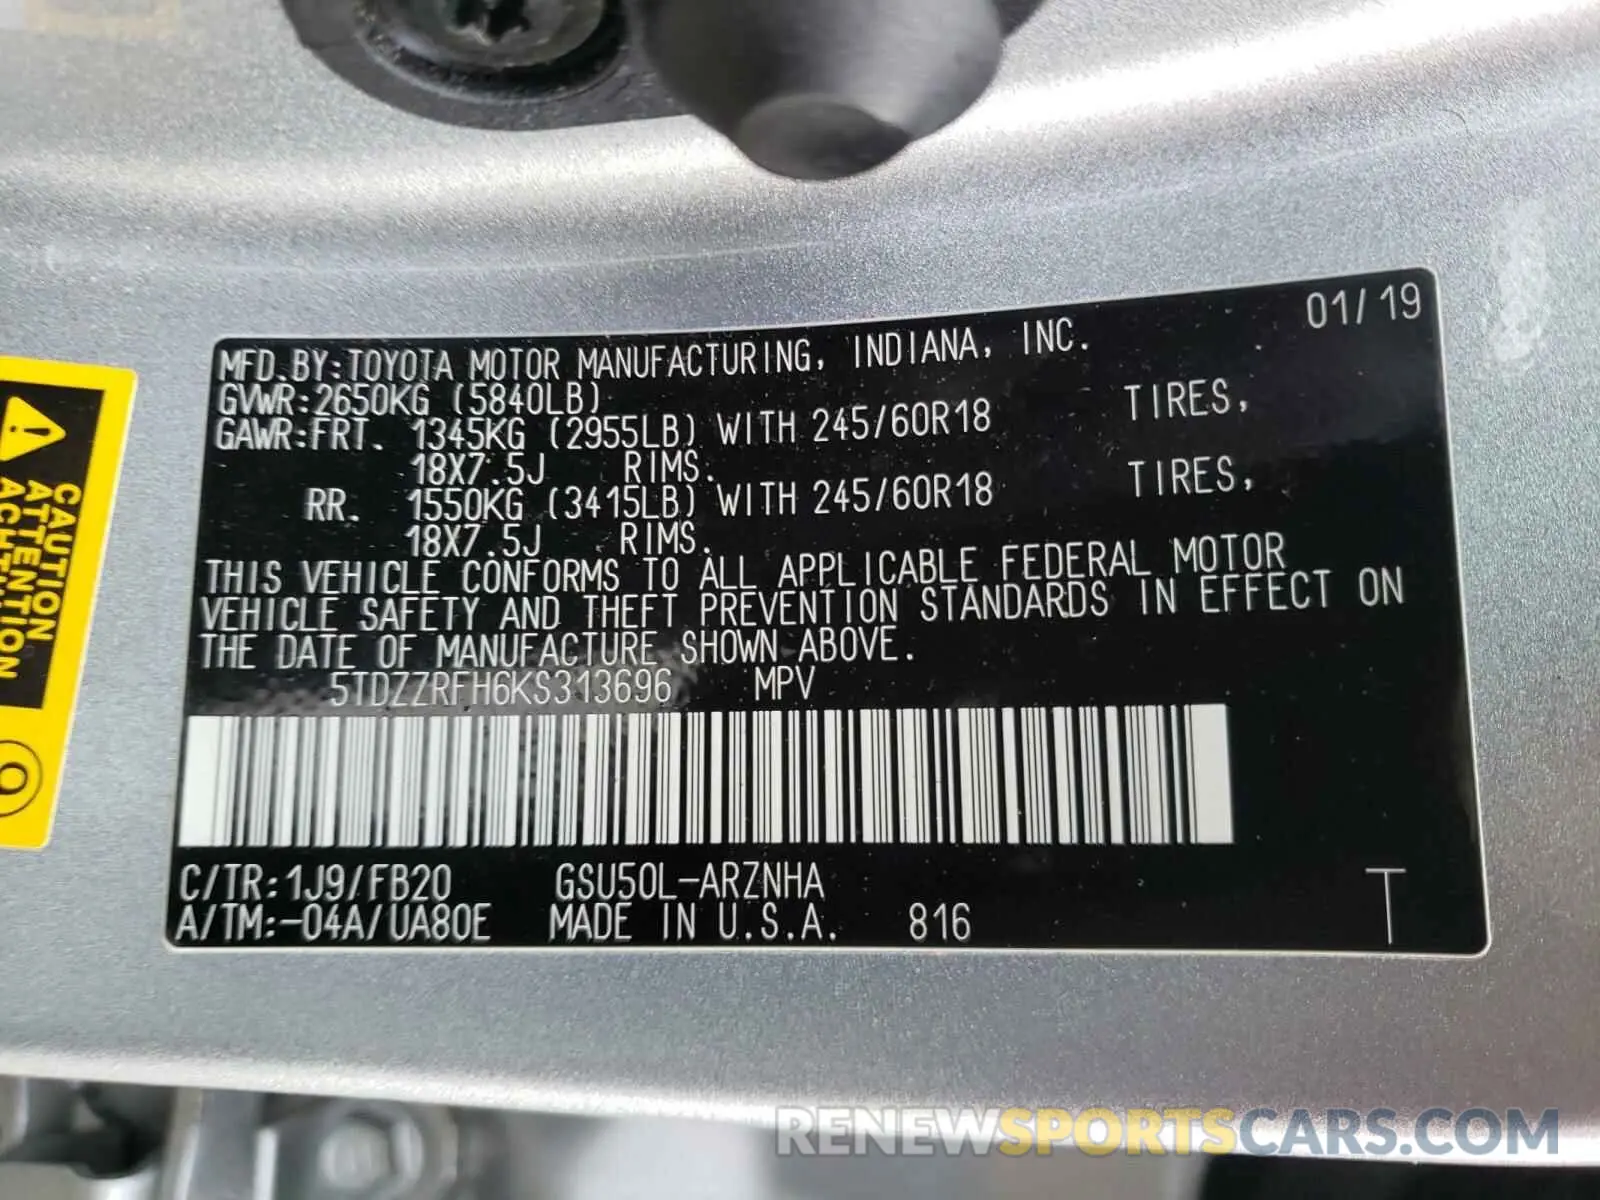 01/19
MFD.BY:TOYOTA MOTOR MANUFACTURING, INDIANA, INC.
GVWR:2650KG (5840LB)
GAWR:FRT. 1345KG (2955LB) WITH 245/60R18 TIRES,
18X7.5J RIMS.
RR. 1550KG (3415LB) WITH 245/60R18 TIRES,
18X7.5J RIMS.
THIS VEHICLE CONFORMS TO ALL APPLICABLE FEDERAL MOTOR
VEHICLE SAFETY AND THEFT PREVENTION STANDARDS IN EFFECT ON
THE DATE OF MANUFACTURE SHOWN ABOVE.
5TDZZRFH6KS313696 MPV
C/TR:1J9/FB20 GSU50L-ARZNHA
A/TM:-04A/UA80E MADE IN U.S.A. 816 T
CAUTION
ATTENTION
ACHTUNG
RENEWSPORTSCARS.COM